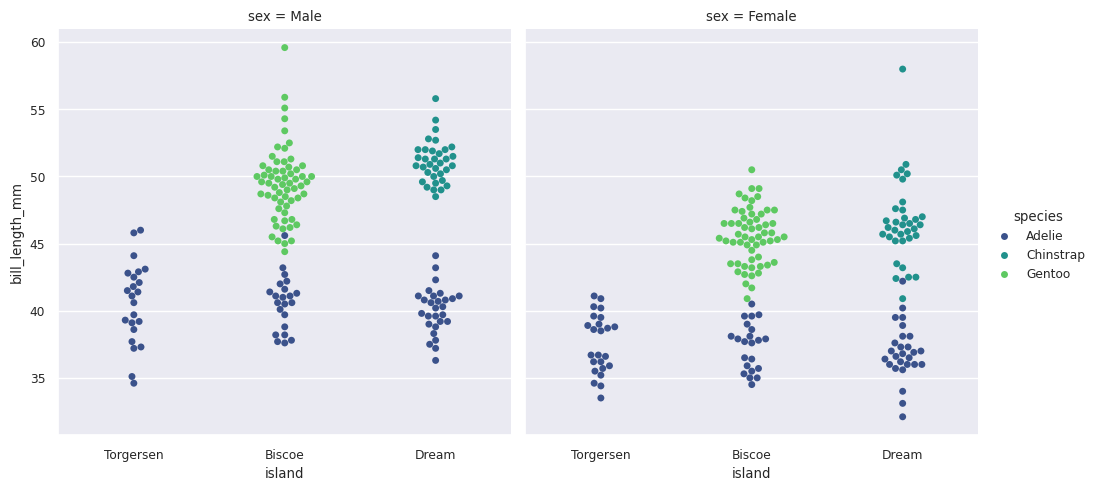 sex = Male
sex = Female
bill_length_mm
60
55
50
45
40
35
Torgersen
Biscoe
Dream
island
Torgersen
Biscoe
Dream
island
species
Adelie
Chinstrap
Gentoo